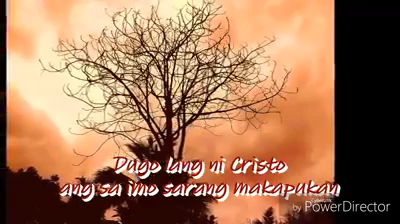 Dugo lang ni Cristo
ang sa imo sarang makapukan
by PowerDirector